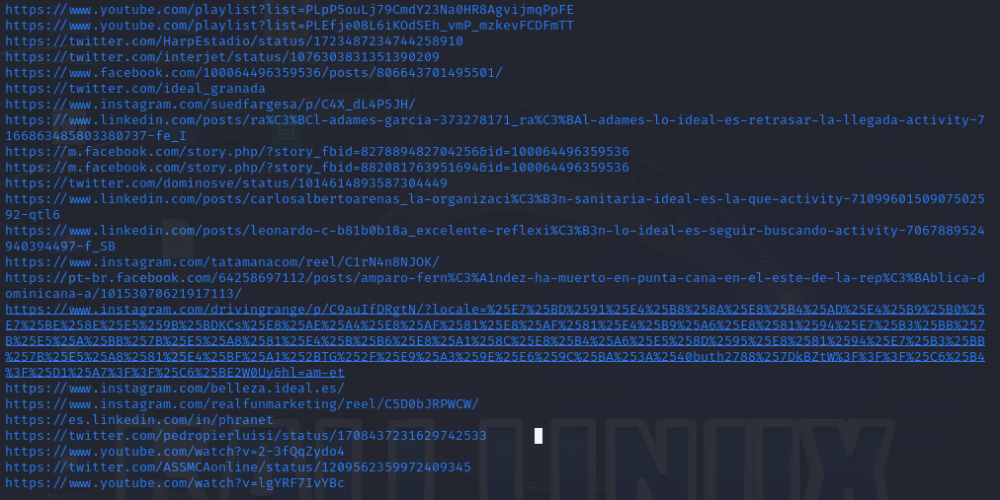 https://www.youtube.com/playlist?list=PLpP5ouLj79CmdY23Na0HR8AgvijmqPpFE
https://www.youtube.com/playlist?list=PLEfje08L6iKOdSEh_vmP_mzkevFCDFmTT
https://twitter.com/HarpEstadio/status/1723487234744258910
https://twitter.com/interjet/status/1076303831351390209
https://www.facebook.com/100064496359536/posts/806643701495501/
https://twitter.com/ideal_granada
https://www.instagram.com/suedfargesa/p/C4X_dL4P5JH/
https://www.linkedin.com/posts/ra%C3%BCl-adames-garcia-373278171_ra%C3%BAl-adames-lo-ideal-es-retrasar-la-llegada-activity-7
166863485803380737-fe_I
https://m.facebook.com/story.php/?story_fbid=827889482704256&id=100064496359536
https://m.facebook.com/story.php/?story_fbid=882081763951694&id=100064496359536
https://twitter.com/dominosve/status/1014614893587304449
https://www.linkedin.com/posts/carlosalbertoarenas_la-organizaci%C3%B3n-sanitaria-ideal-es-la-que-activity-710996015090750​25
92-qtl6
https://www.linkedin.com/posts/leonardo-c-b81b0b18a_excelente-reflexi%C3%B3n-lo-ideal-es-seguir-buscando-activity-7067889524
940394497-f_SB
https://www.instagram.com/tatamanacom/reel/C1rN4n8NJOK/
https://pt-br.facebook.com/64258697112/posts/amparo-fern%C3%A1ndez-ha-muerto-en-punta-cana-en-el-este-de-la-rep%C3%BAblica-d
ominicana-a/10153070621917113/
https://www.instagram.com/drivingrange/p/C9auIfDRgtN/?locale=%25E7%25BD%2591%25E4%25B8%258A%25E8%25B4%25AD%25E4%25B9%25B0%25
E7%25BE%258E%25E5%259B%25BDKCs%25E8%25AE%25A4%25E8%25AF%2581%25E8%25AF%2581%25E4%25B9%25A6%25E8%2581%2594%25E7%25B3%25BB%257
B%25E5%25A%25BB%257B%25E5%25A8%2581%25E4%25B%25B6%25E8%25A1%258C%25E8%25B4%25A6%25E5%258D%2595%25E8%2581%2594%25E7%25B3%25BB
%257B%25E5%25A8%2581%25E4%25BF%25A1%252BTG%252F%25E9%25A3%259E%25E6%259C%25BA%253A%2540buth2788%257DkBZtW%3F%3F%3F%25C6%25B4
%3F%25D1%25A7%3F%3F%25C6%25BE2W0Uy&hl=am-et
https://www.instagram.com/belleza.ideal.es/
https://www.instagram.com/realfunmarketing/reel/C5D0bJRPWCW/
https://es.linkedin.com/in/phranet
https://twitter.com/pedropierluisi/status/1708437231629742533
https://www.youtube.com/watch?v=2-3fQqZydo4
https://twitter.com/ASSMCAonline/status/1209562359972409345
https://www.youtube.com/watch?v=lgYRF7IvYBc